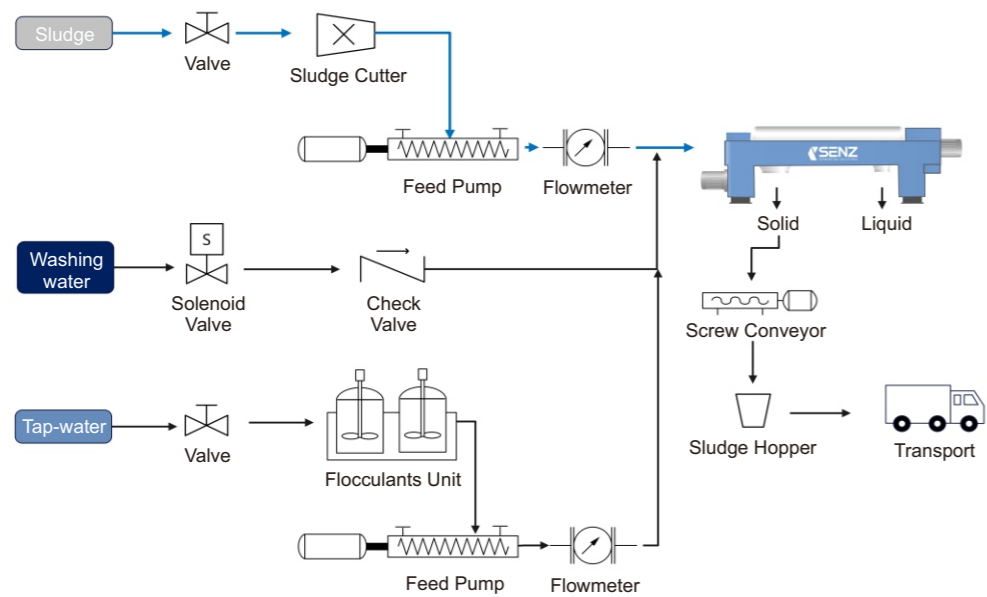 Sludge
Valve
Sludge Cutter
Feed Pump
Flowmeter
SENZ
Solid
Liquid
Washing
water
S
Solenoid
Valve
Check
Valve
Screw Conveyor
Tap-water
Valve
Flocculants Unit
Sludge Hopper
Transport
Feed Pump
Flowmeter